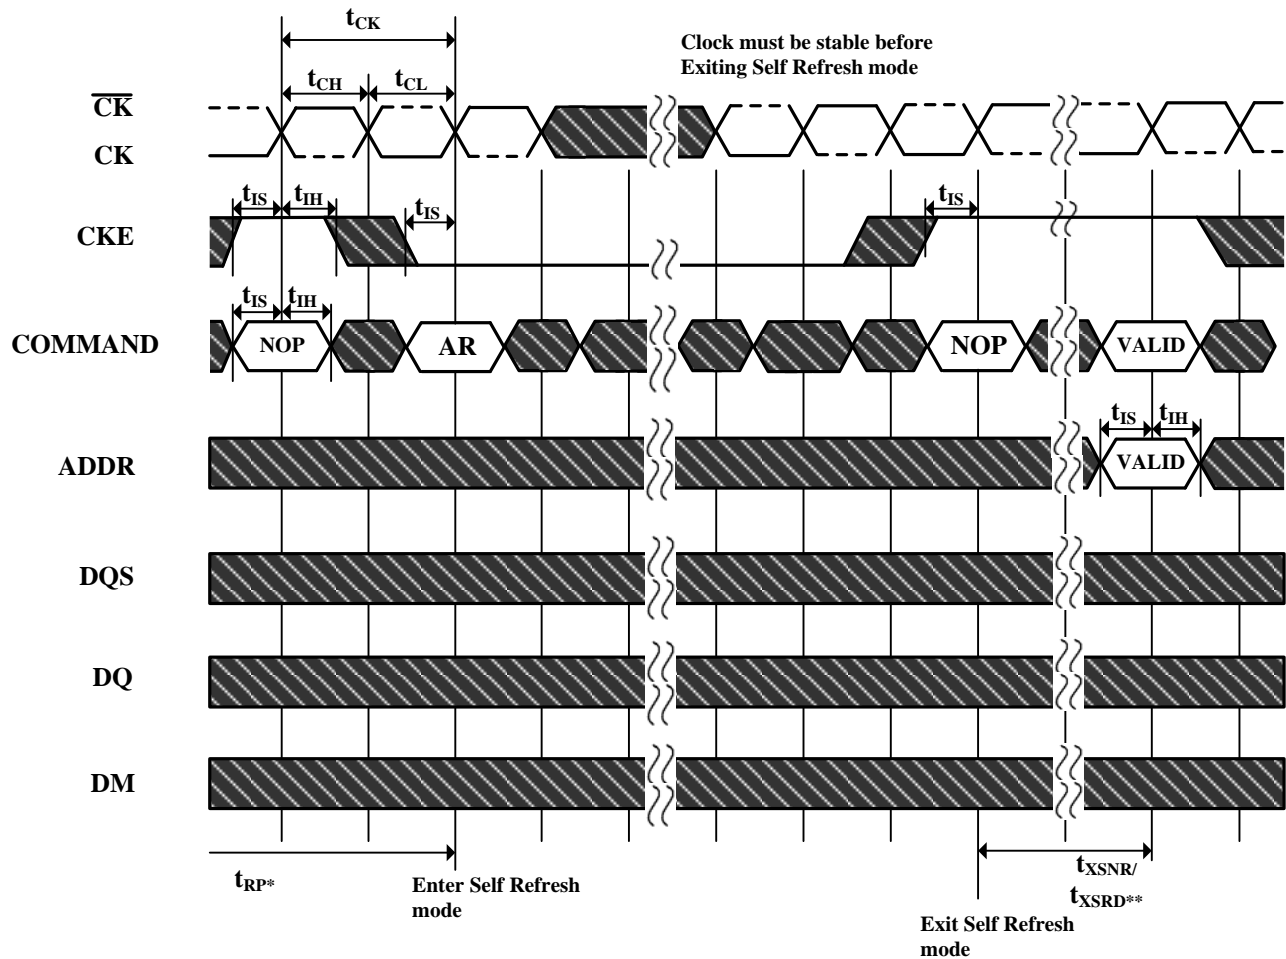 tCK
Clock must be stable before
Exiting Self Refresh mode
tCH tCL
CK
CK
tIS tIH tIS tIS
CKE
tIS tIH
COMMAND NOP AR NOP VALID
tIS tIH
ADDR VALID
DQS
DQ
DM
tRP*
Enter Self Refresh
mode
tXSNR/
tXSRD**
Exit Self Refresh
mode